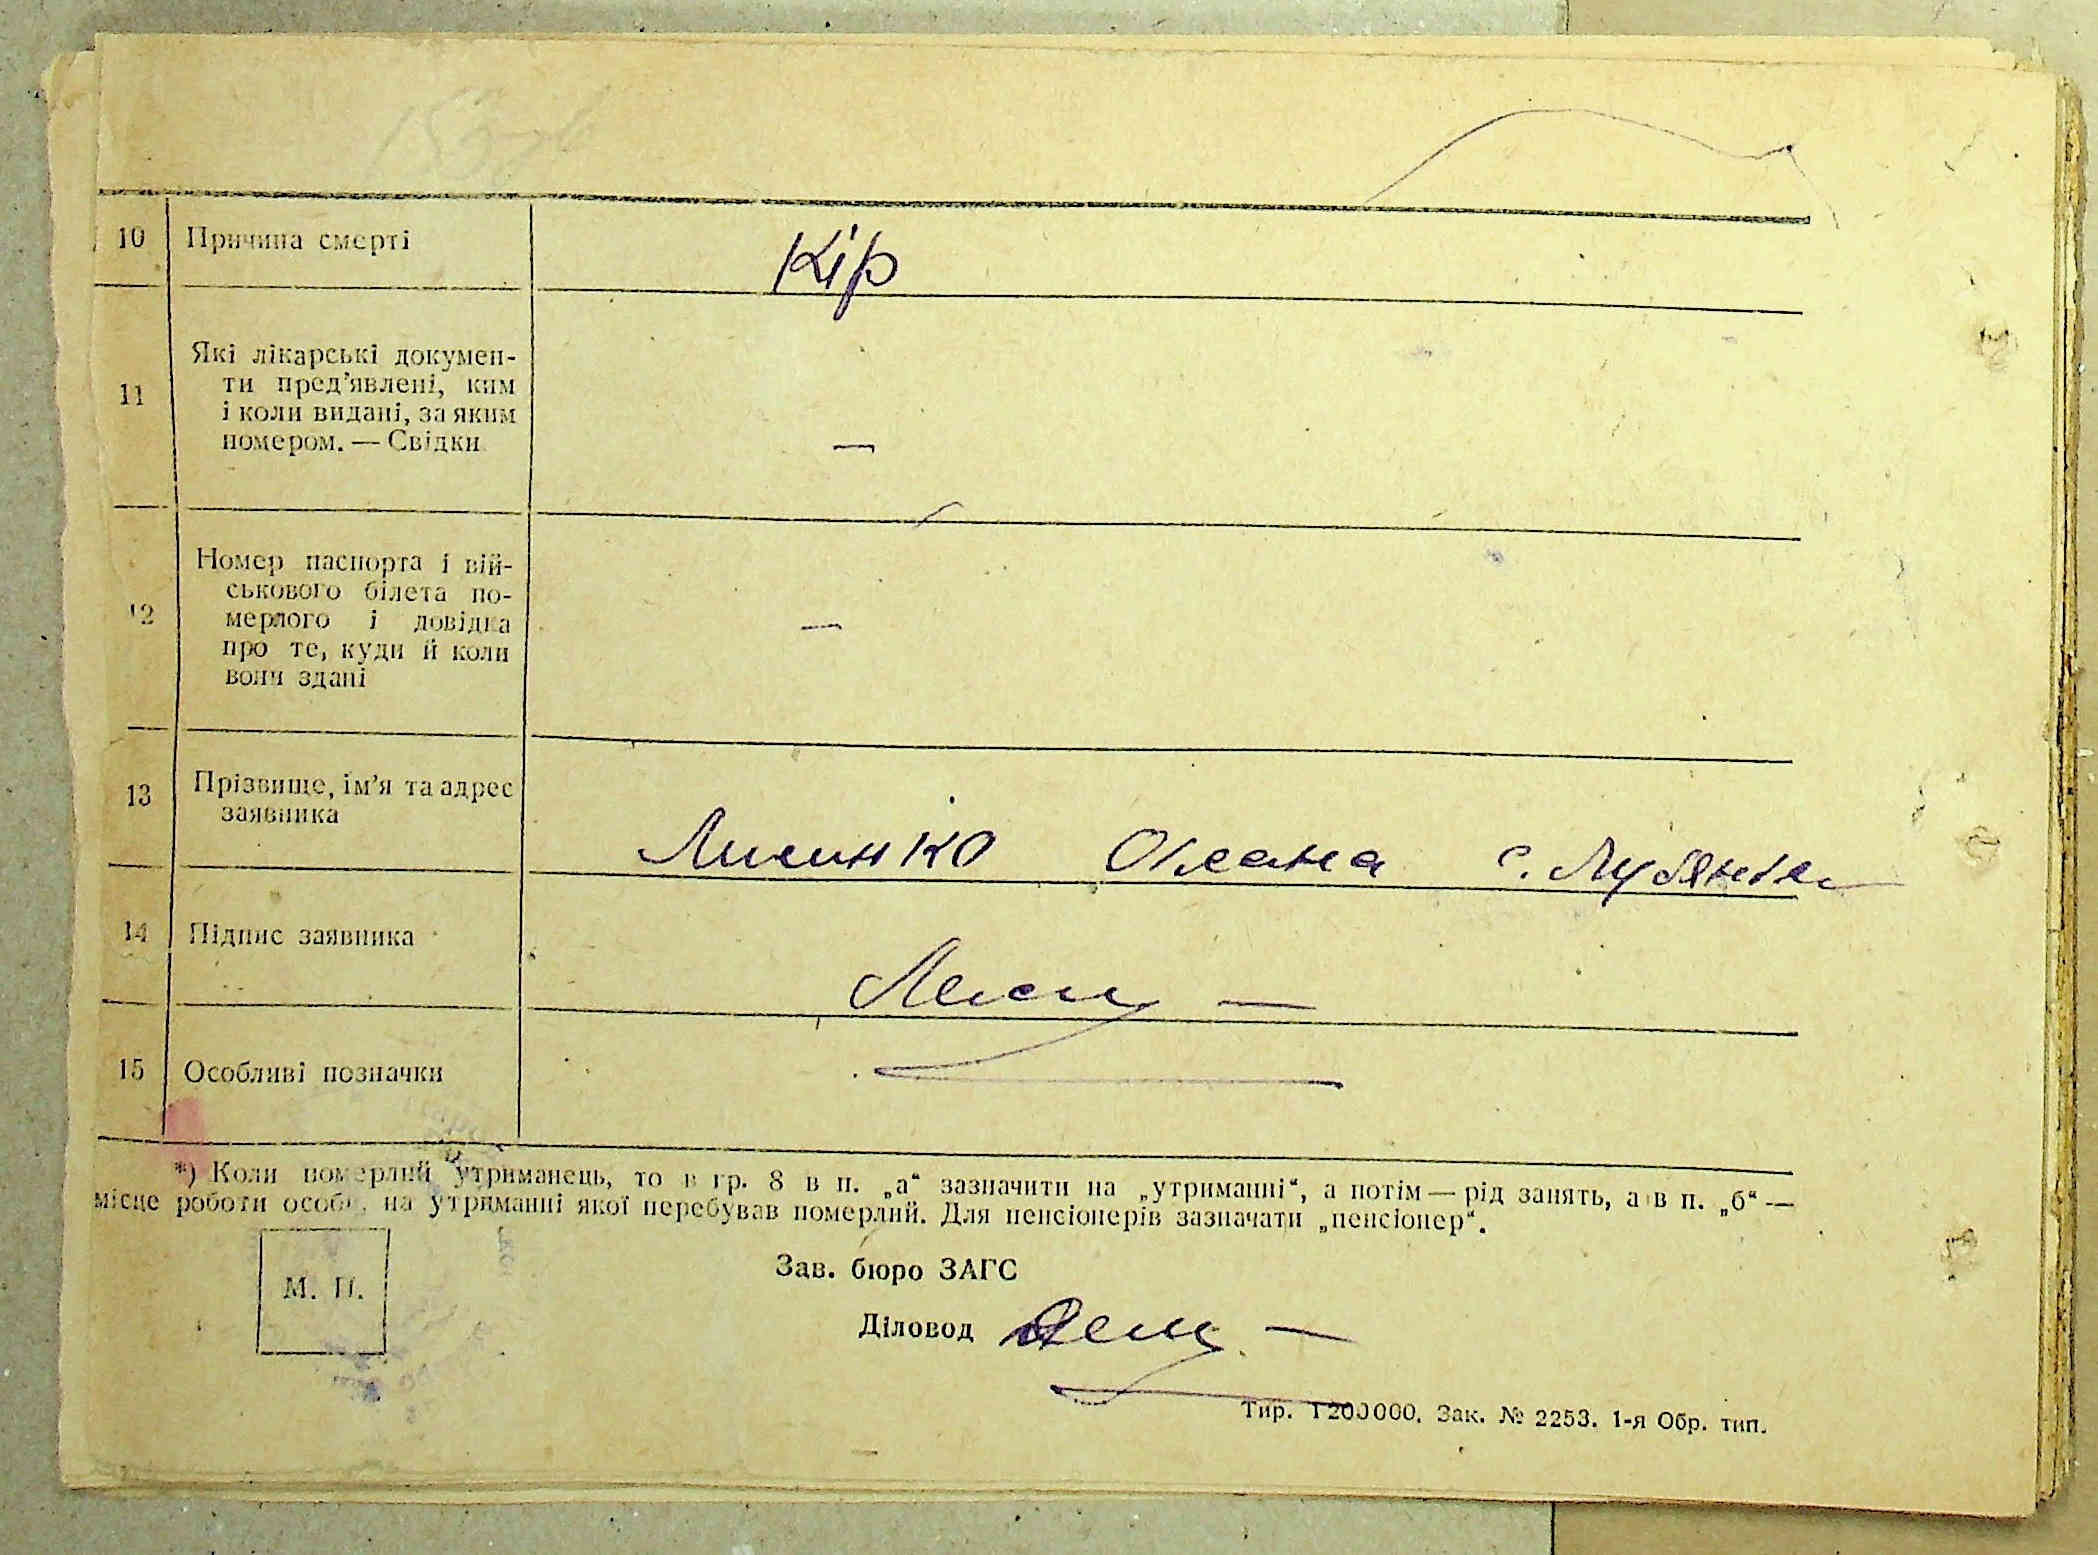 10 Причина смерті Кір
11 Які лікарські докумен-
ти пред’явлені, ким
і коли видані, за яким
номером. — Свідки —
12 Номер паспорта і вій-
ськового білета по-
мерлого і довідка
про те, куди й коли
вони здані —
13 Прізвище, ім’я та адрес
заявника Лисинко Оксана с. Лубянка
14 Підпис заявника
15 Особливі позначки
*) Коли померлий утриманець, то в гр. 8 в п. „а“ зазначити на „утриманні“, а потім — рід занять, а в п. „б“ —
місце роботи особи, на утриманні якої перебував померлий. Для пенсіонерів зазначати „пенсіонер“.
М. П.
Зав. бюро ЗАГС
Діловод
Тир. 1200000. Зак. № 2253. 1-я Обр. тип.